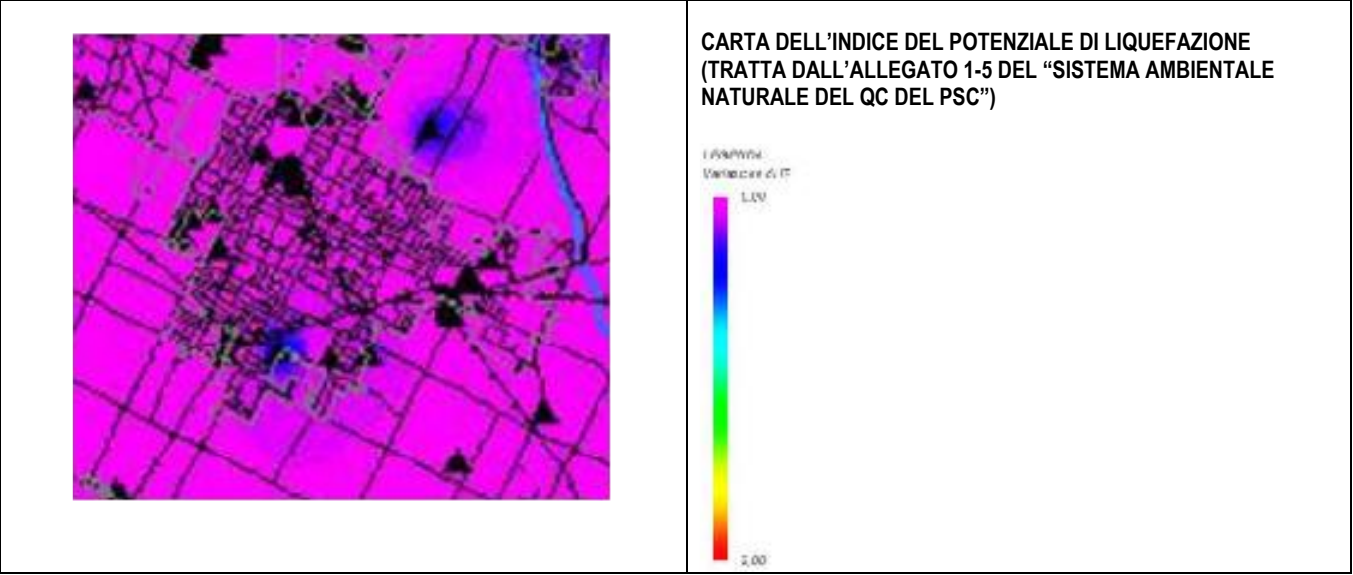 CARTA DELL’INDICE DEL POTENZIALE DI LIQUEFAZIONE
(TRATTA DALL’ALLEGATO 1-5 DEL “SISTEMA AMBIENTALE
NATURALE DEL QC DEL PSC”)
LEGENDA